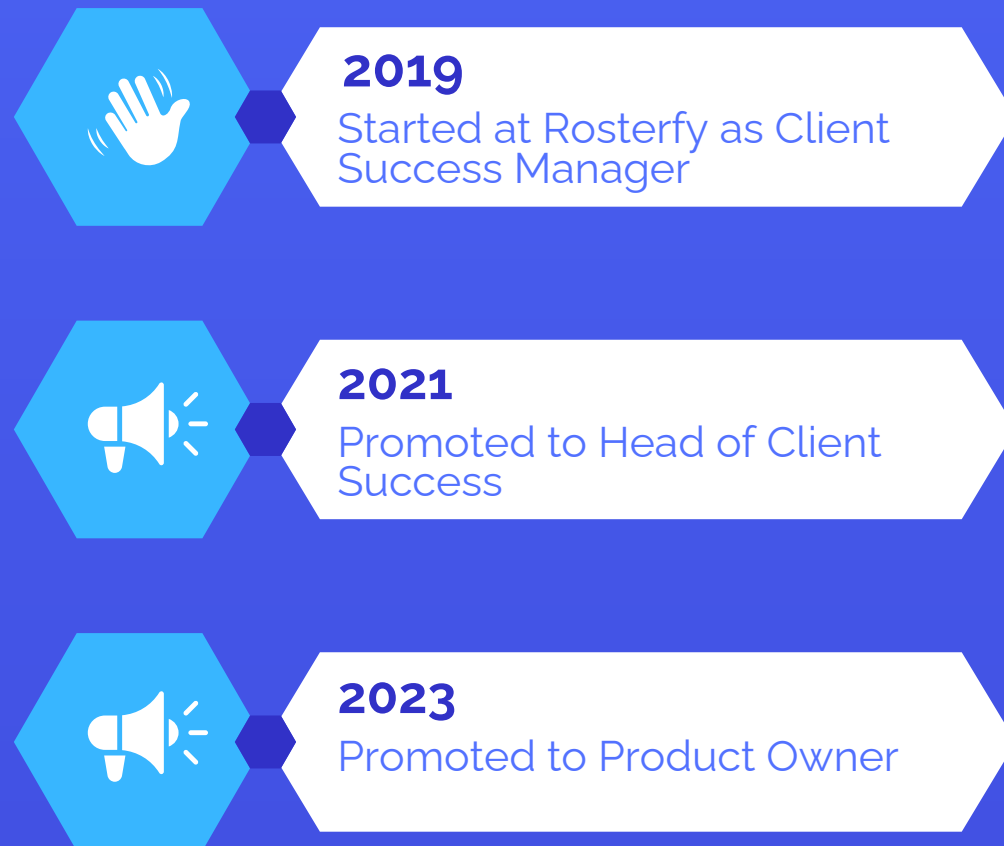 2019
Started at Rosterfy as Client
Success Manager
2021
Promoted to Head of Client
Success
2023
Promoted to Product Owner